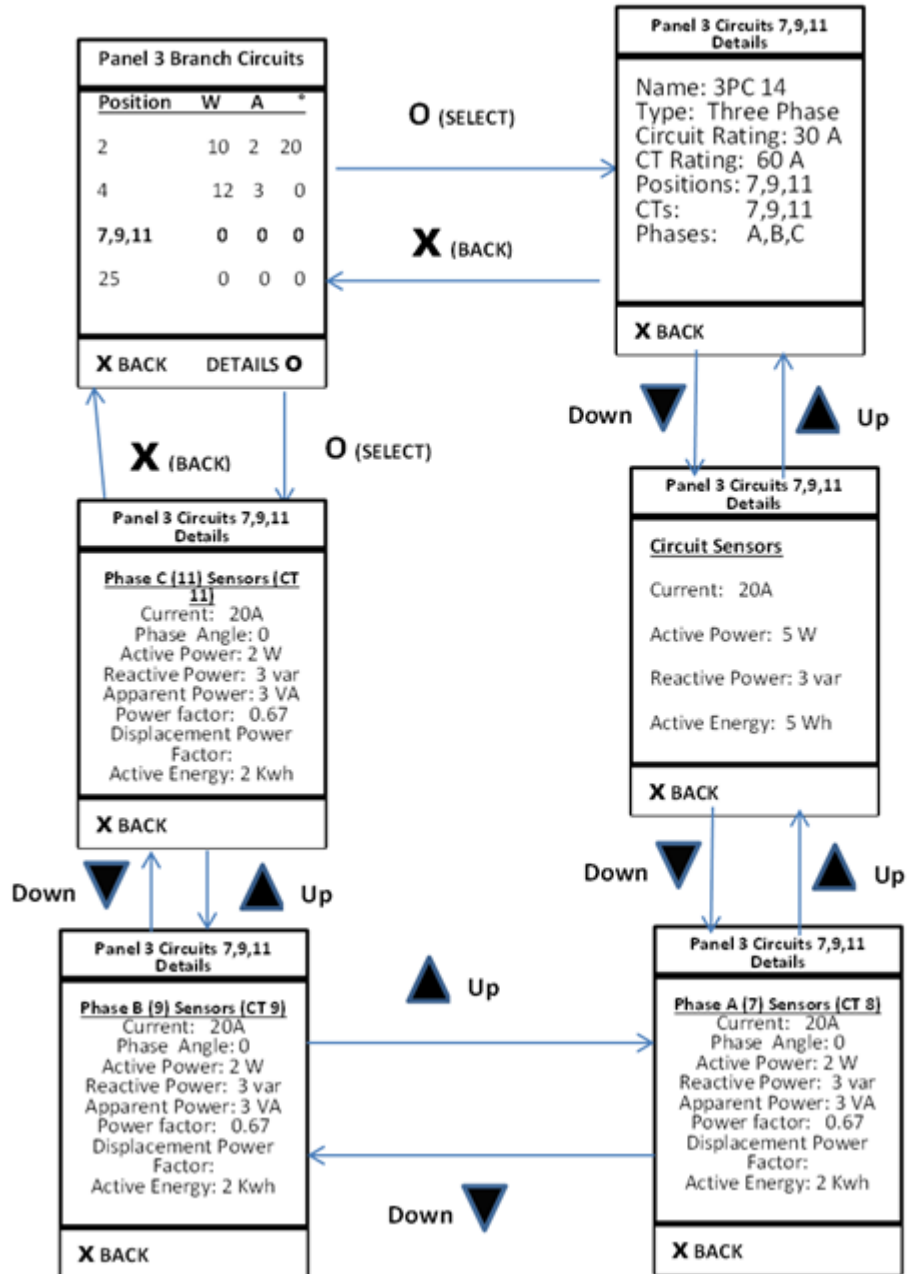 Panel 3 Branch Circuits
Position W A °
2 10 2 20
4 12 3 0
7,9,11 0 0 0
25 0 0 0
X BACK DETAILS O
O (SELECT)
X (BACK)
Panel 3 Circuits 7,9,11
Details
Name: 3PC 14
Type: Three Phase
Circuit Rating: 30 A
CT Rating: 60 A
Positions: 7,9,11
CTs: 7,9,11
Phases: A,B,C
X BACK
Down
Up
X (BACK)
O (SELECT)
Panel 3 Circuits 7,9,11
Details
Phase C (11) Sensors (CT
11)
Current: 20A
Phase Angle: 0
Active Power: 2 W
Reactive Power: 3 var
Apparent Power: 3 VA
Power factor: 0.67
Displacement Power
Factor:
Active Energy: 2 Kwh
X BACK
Panel 3 Circuits 7,9,11
Details
Circuit Sensors
Current: 20A
Active Power: 5 W
Reactive Power: 3 var
Active Energy: 5 Wh
X BACK
Down
Up
Down
Up
Panel 3 Circuits 7,9,11
Details
Phase B (9) Sensors (CT 9)
Current: 20A
Phase Angle: 0
Active Power: 2 W
Reactive Power: 3 var
Apparent Power: 3 VA
Power factor: 0.67
Displacement Power
Factor:
Active Energy: 2 Kwh
X BACK
Up
Down
Panel 3 Circuits 7,9,11
Details
Phase A (7) Sensors (CT 8)
Current: 20A
Phase Angle: 0
Active Power: 2 W
Reactive Power: 3 var
Apparent Power: 3 VA
Power factor: 0.67
Displacement Power
Factor:
Active Energy: 2 Kwh
X BACK